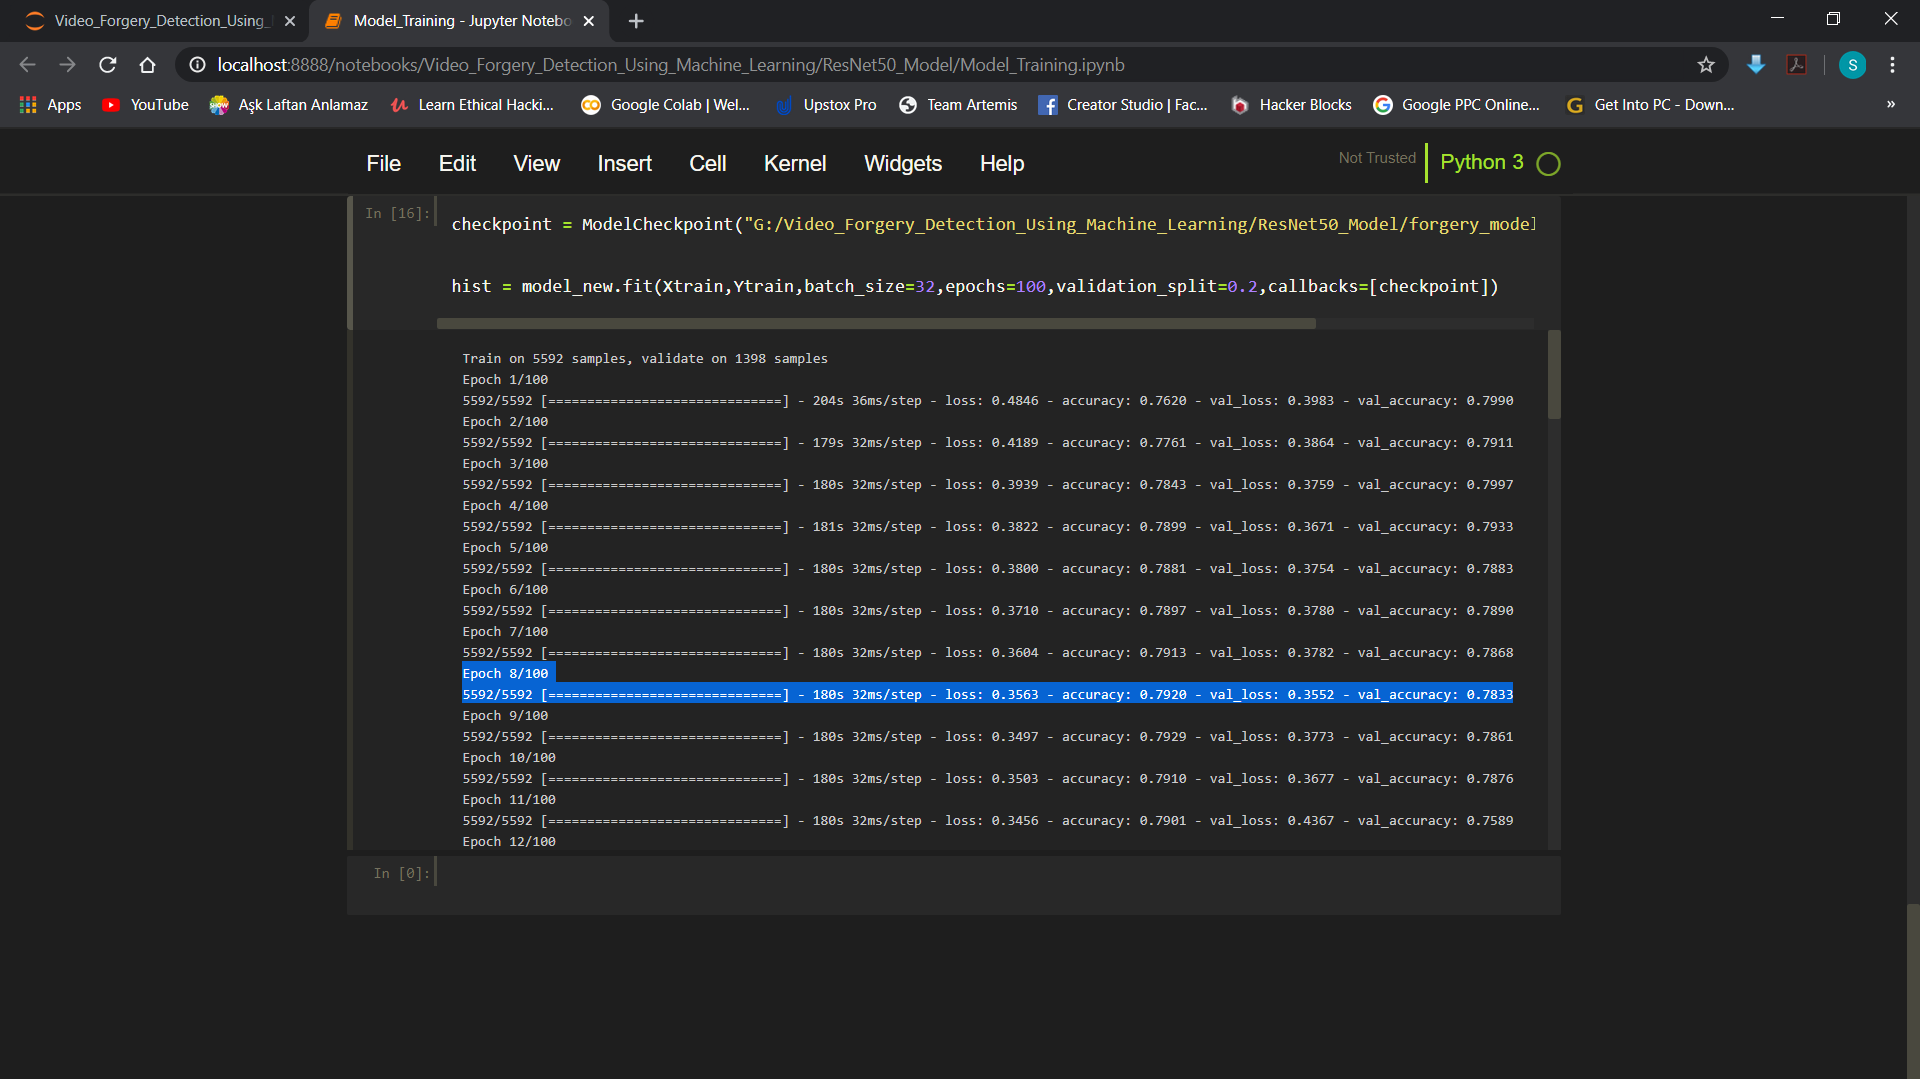 Video_Forgery_Detection_Using_
Model_Training - Jupyter Notebo
localhost:8888/notebooks/Video_Forgery_Detection_Using_Machine_Learning/ResNet50_Model/Model_Training.ipynb
S
Apps YouTube Aşk Laftan Anlamaz Learn Ethical Hacki... Google Colab | Wel... Upstox Pro Team Artemis Creator Studio | Fac... Hacker Blocks Google PPC Online... Get Into PC - Down... »
File Edit View Insert Cell Kernel Widgets Help Not Trusted Python 3
In [16]: checkpoint = ModelCheckpoint("G:/Video_Forgery_Detection_Using_Machine_Learning/ResNet50_Model/forgery_model
hist = model_new.fit(Xtrain,Ytrain,batch_size=32,epochs=100,validation_split=0.2,callbacks=[checkpoint])
Train on 5592 samples, validate on 1398 samples
Epoch 1/100
5592/5592 [==============================] - 204s 36ms/step - loss: 0.4846 - accuracy: 0.7620 - val_loss: 0.3983 - val_accuracy: 0.7990
Epoch 2/100
5592/5592 [==============================] - 179s 32ms/step - loss: 0.4189 - accuracy: 0.7761 - val_loss: 0.3864 - val_accuracy: 0.7911
Epoch 3/100
5592/5592 [==============================] - 180s 32ms/step - loss: 0.3939 - accuracy: 0.7843 - val_loss: 0.3759 - val_accuracy: 0.7997
Epoch 4/100
5592/5592 [==============================] - 181s 32ms/step - loss: 0.3822 - accuracy: 0.7899 - val_loss: 0.3671 - val_accuracy: 0.7933
Epoch 5/100
5592/5592 [==============================] - 180s 32ms/step - loss: 0.3800 - accuracy: 0.7881 - val_loss: 0.3754 - val_accuracy: 0.7883
Epoch 6/100
5592/5592 [==============================] - 180s 32ms/step - loss: 0.3710 - accuracy: 0.7897 - val_loss: 0.3780 - val_accuracy: 0.7890
Epoch 7/100
5592/5592 [==============================] - 180s 32ms/step - loss: 0.3604 - accuracy: 0.7913 - val_loss: 0.3782 - val_accuracy: 0.7868
Epoch 8/100
5592/5592 [==============================] - 180s 32ms/step - loss: 0.3563 - accuracy: 0.7920 - val_loss: 0.3552 - val_accuracy: 0.7833
Epoch 9/100
5592/5592 [==============================] - 180s 32ms/step - loss: 0.3497 - accuracy: 0.7929 - val_loss: 0.3773 - val_accuracy: 0.7861
Epoch 10/100
5592/5592 [==============================] - 180s 32ms/step - loss: 0.3503 - accuracy: 0.7910 - val_loss: 0.3677 - val_accuracy: 0.7876
Epoch 11/100
5592/5592 [==============================] - 180s 32ms/step - loss: 0.3456 - accuracy: 0.7901 - val_loss: 0.4367 - val_accuracy: 0.7589
Epoch 12/100
In [0]: